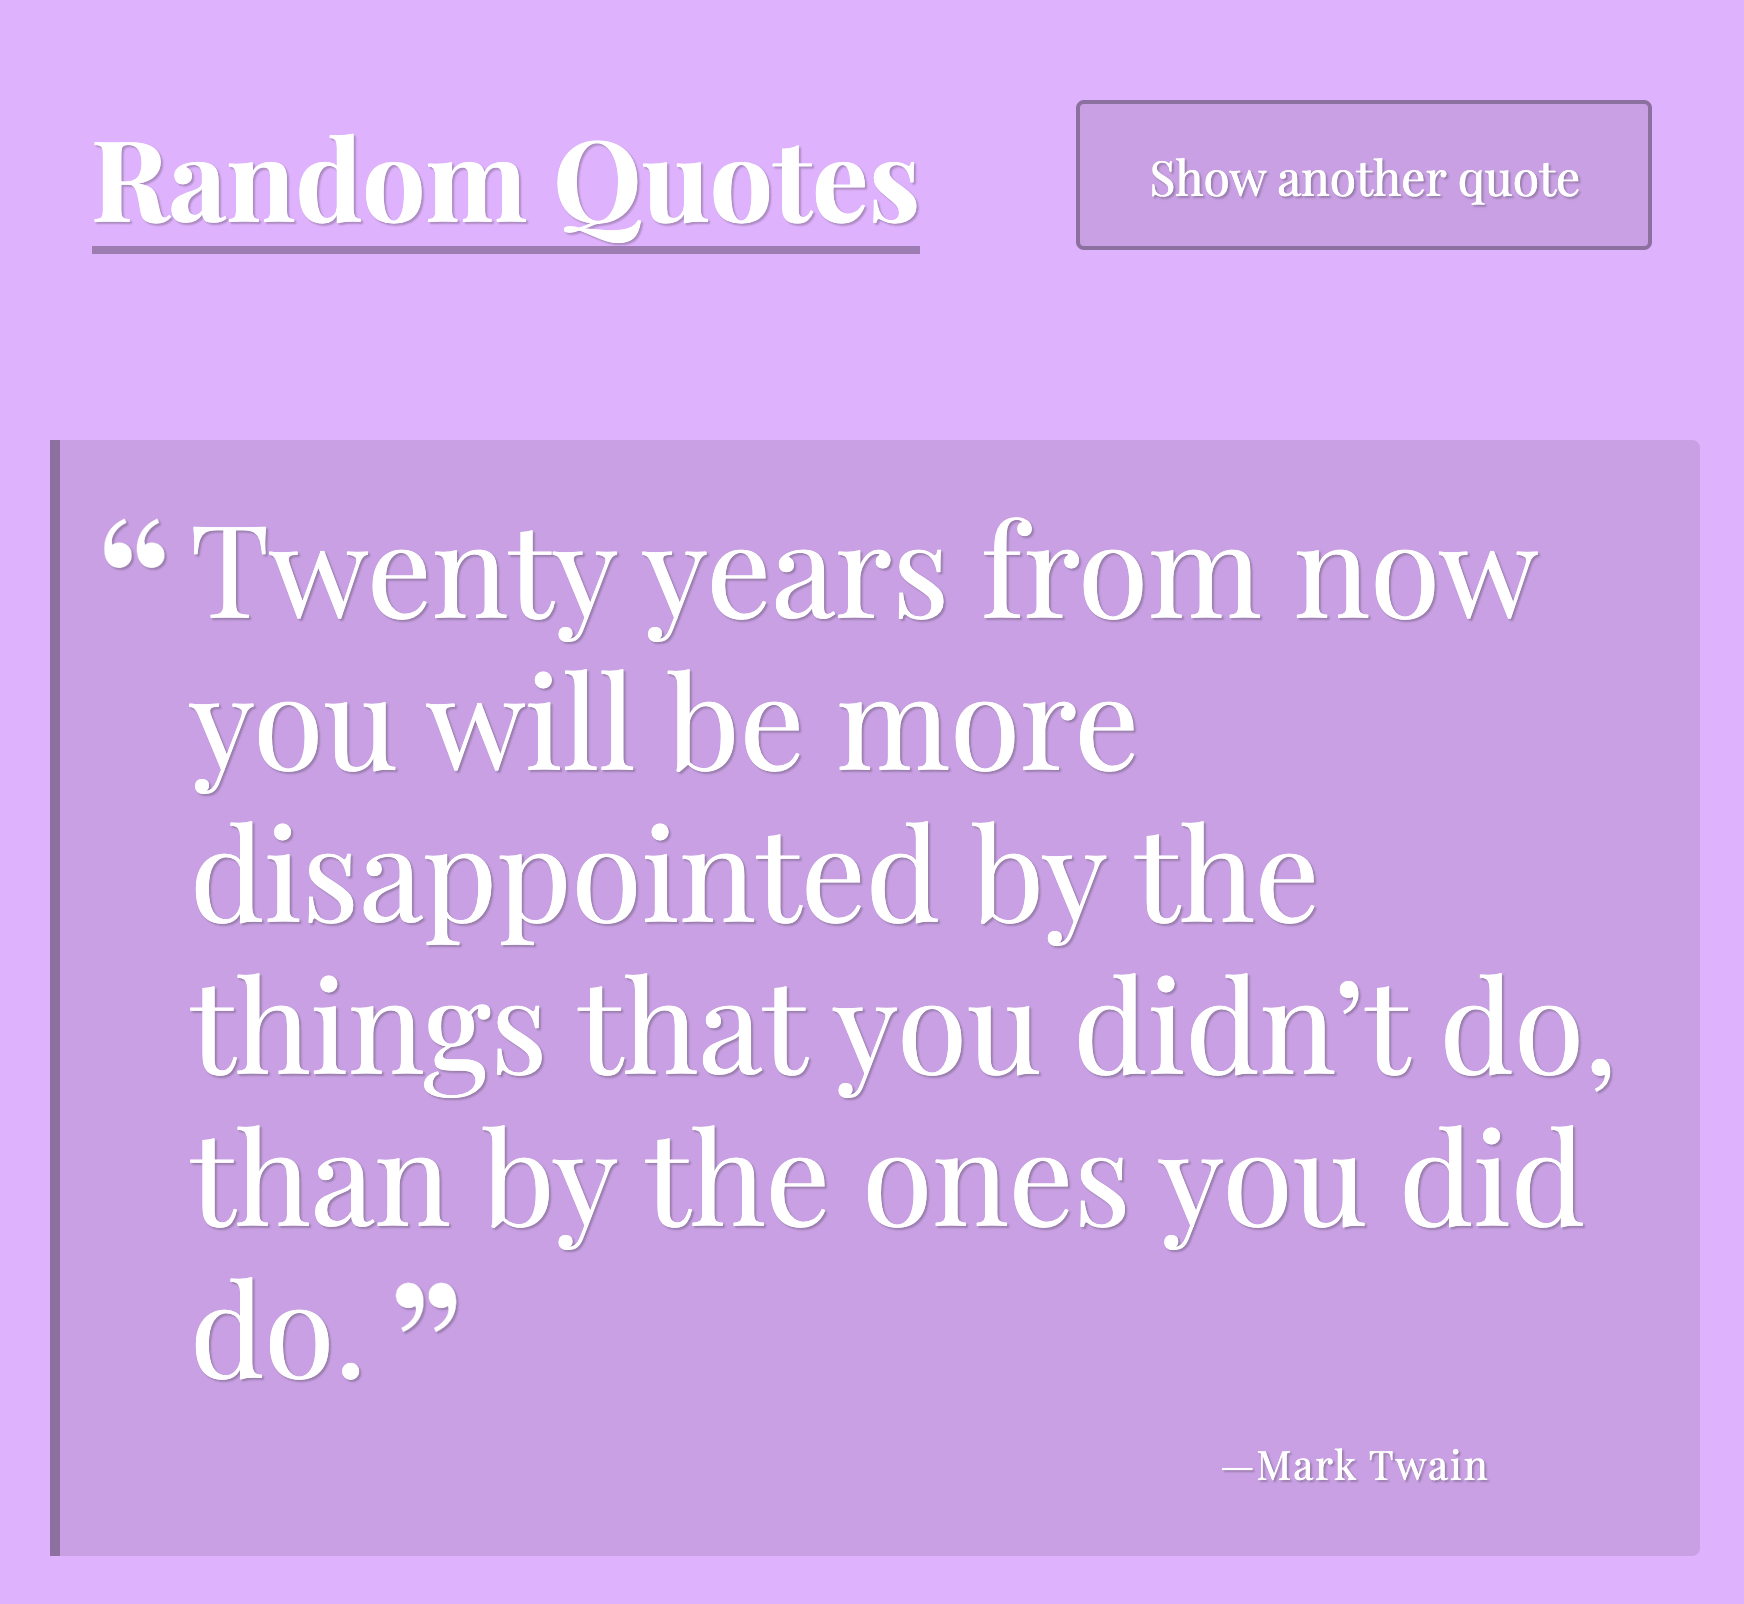 Random Quotes
Show another quote
“Twenty years from now
you will be more
disappointed by the
things that you didn’t do,
than by the ones you did
do.”
—Mark Twain